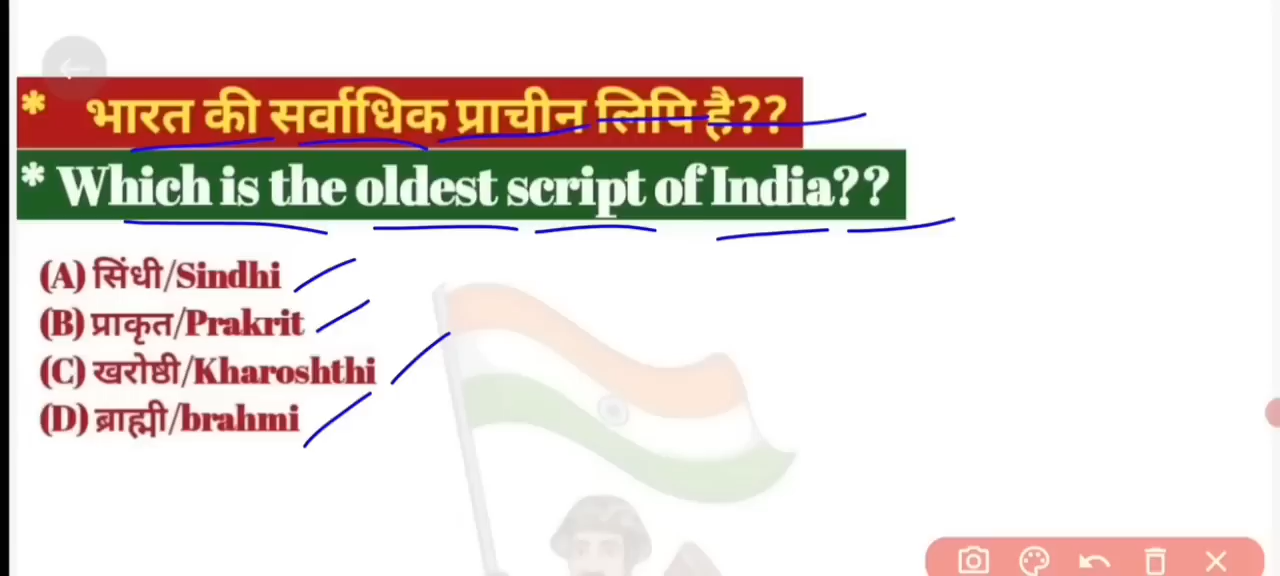 * भारत की सर्वाधिक प्राचीन लिपि है??
* Which is the oldest script of India??
(A) सिंधी/Sindhi
(B) प्राकृत/Prakrit
(C) खरोष्ठी/Kharoshthi
(D) ब्राह्मी/brahmi